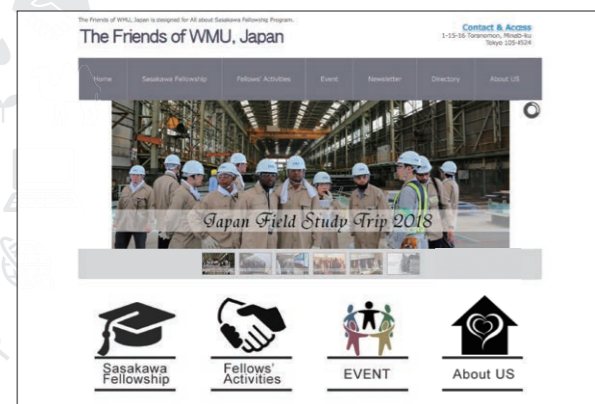 The Friends of WMU, Japan is designed for All about Sasakawa Fellowship Program.
The Friends of WMU, Japan
Contact & Access
1-15-16 Toranomon, Minato-ku
Tokyo 105-8524
Home Sasakawa Fellowship Fellows' Activities Event Newsletter Directory About US
Japan Field Study Trip 2018
Sasakawa
Fellowship
Fellows'
Activities
EVENT
About US